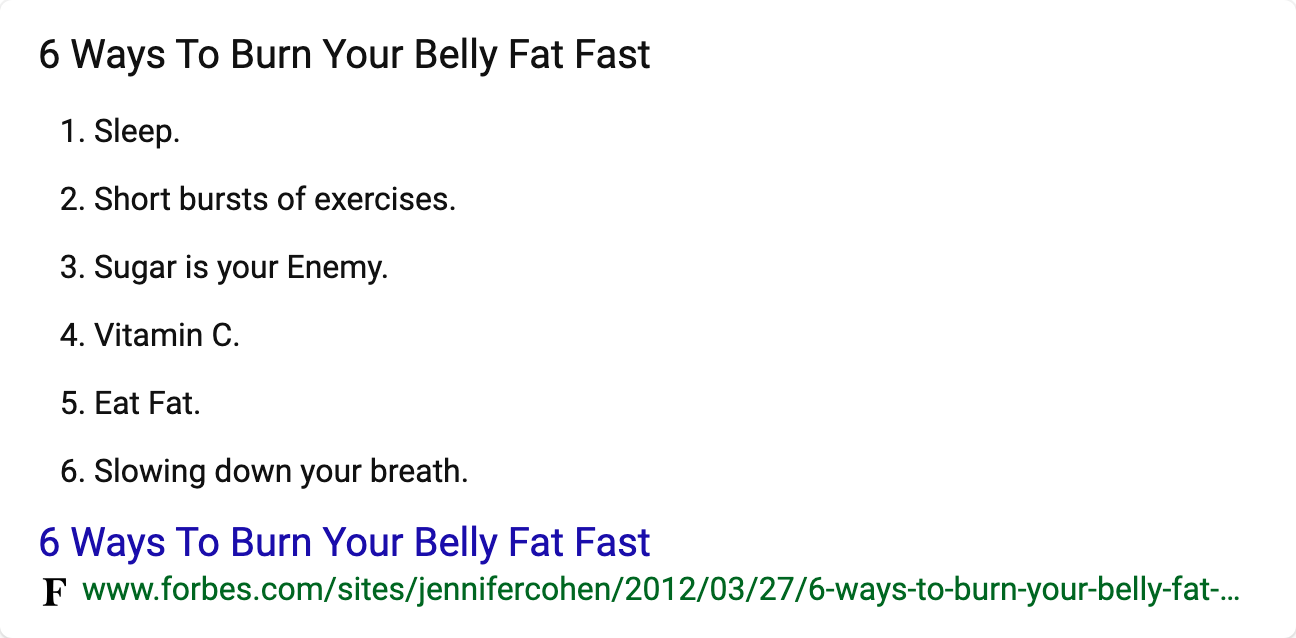 6 Ways To Burn Your Belly Fat Fast
1. Sleep.
2. Short bursts of exercises.
3. Sugar is your Enemy.
4. Vitamin C.
5. Eat Fat.
6. Slowing down your breath.
6 Ways To Burn Your Belly Fat Fast
F www.forbes.com/sites/jennifercohen/2012/03/27/6-ways-to-burn-your-belly-fat-...